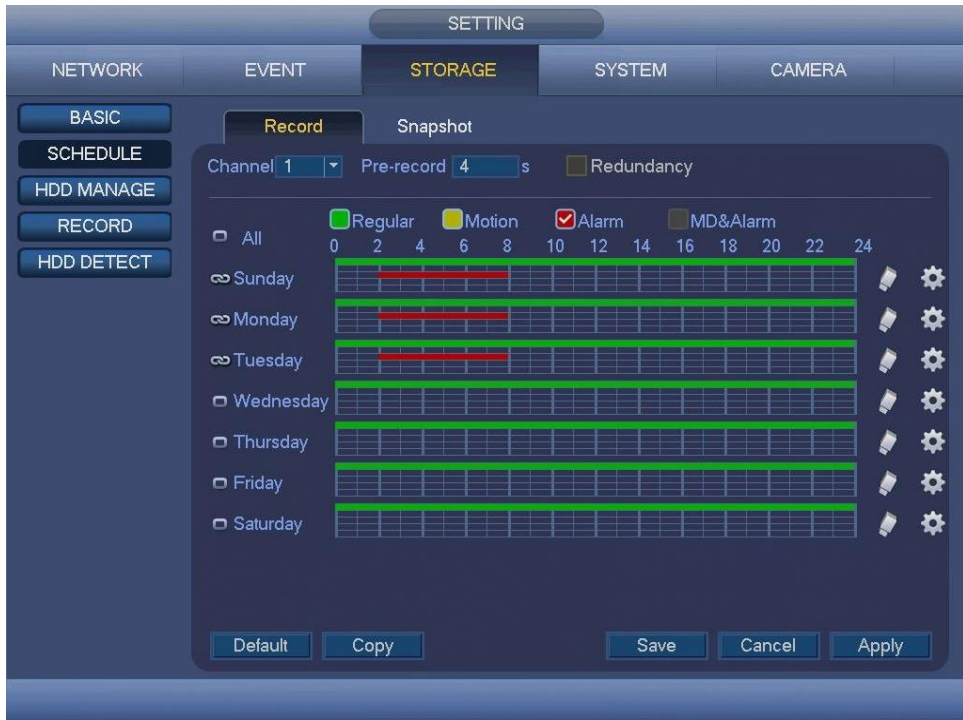 SETTING
NETWORK EVENT STORAGE SYSTEM CAMERA
BASIC
SCHEDULE
HDD MANAGE
RECORD
HDD DETECT
Record Snapshot
Channel 1 Pre-record 4 s Redundancy
Regular Motion Alarm MD&Alarm
All 0 2 4 6 8 10 12 14 16 18 20 22 24
Sunday
Monday
Tuesday
Wednesday
Thursday
Friday
Saturday
Default Copy Save Cancel Apply